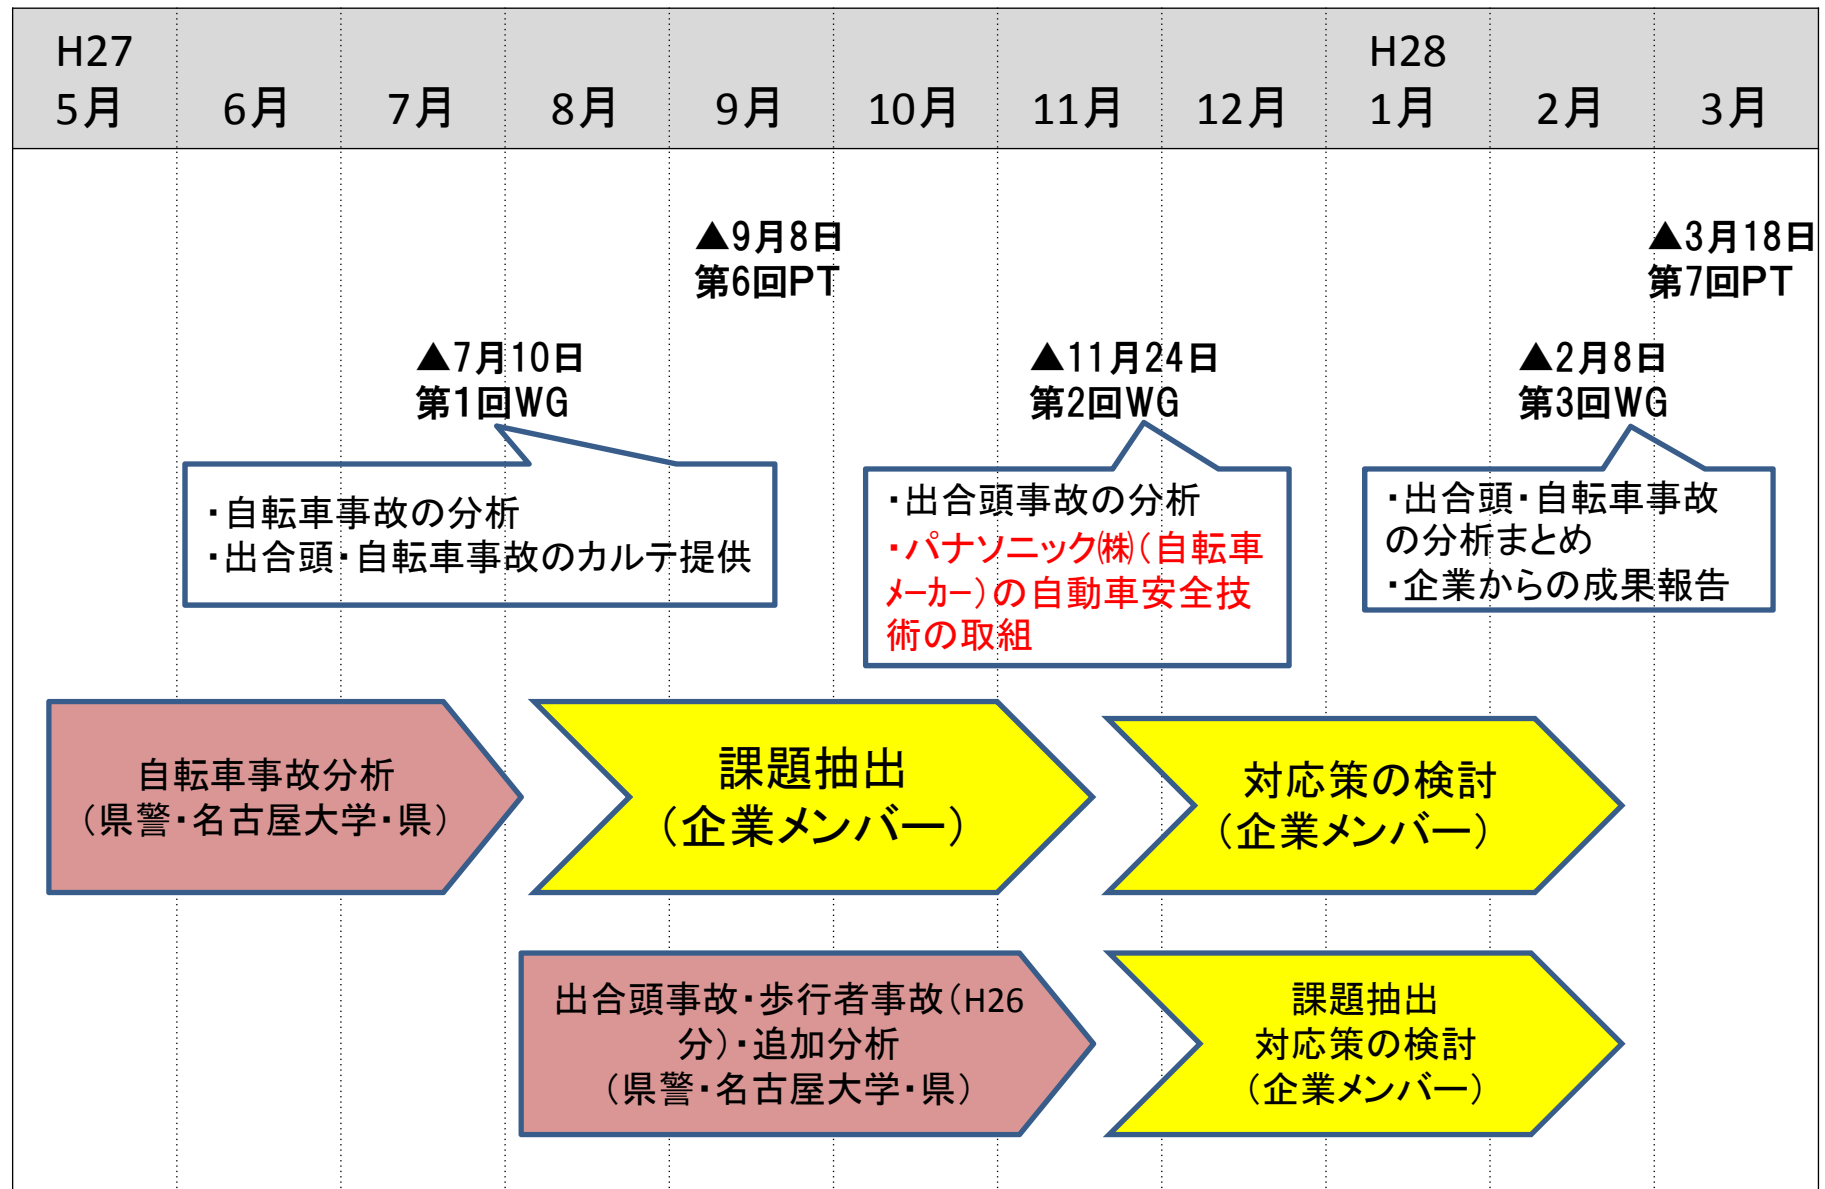 H27
5月
6月
7月
8月
9月
10月
11月
12月
H28
1月
2月
3月
▲9月8日
第6回PT
▲3月18日
第7回PT
▲7月10日
第1回WG
▲11月24日
第2回WG
▲2月8日
第3回WG
・自転車事故の分析
・出合頭・自転車事故のカルテ提供
・出合頭事故の分析
・パナソニック㈱（自転車
ﾒｰｶｰ）の自動車安全技
術の取組
・出合頭・自転車事故
の分析まとめ
・企業からの成果報告
自転車事故分析
（県警・名古屋大学・県）
課題抽出
（企業メンバー）
対応策の検討
（企業メンバー）
出合頭事故・歩行者事故（H26
分）・追加分析
（県警・名古屋大学・県）
課題抽出
対応策の検討
（企業メンバー）